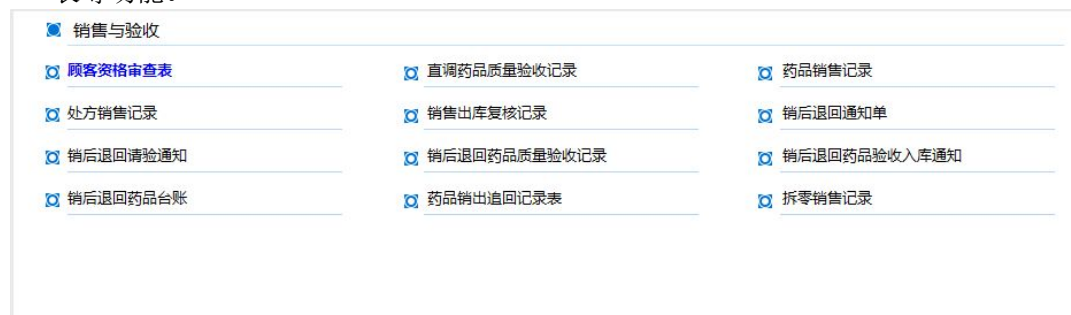 销售与验收
顾客资格审查表 直调药品质量验收记录 药品销售记录
处方销售记录 销售出库复核记录 销后退回通知单
销后退回请验通知 销后退回药品质量验收记录 销后退回药品验收入库通知
销后退回药品台账 药品销出追回记录表 拆零销售记录